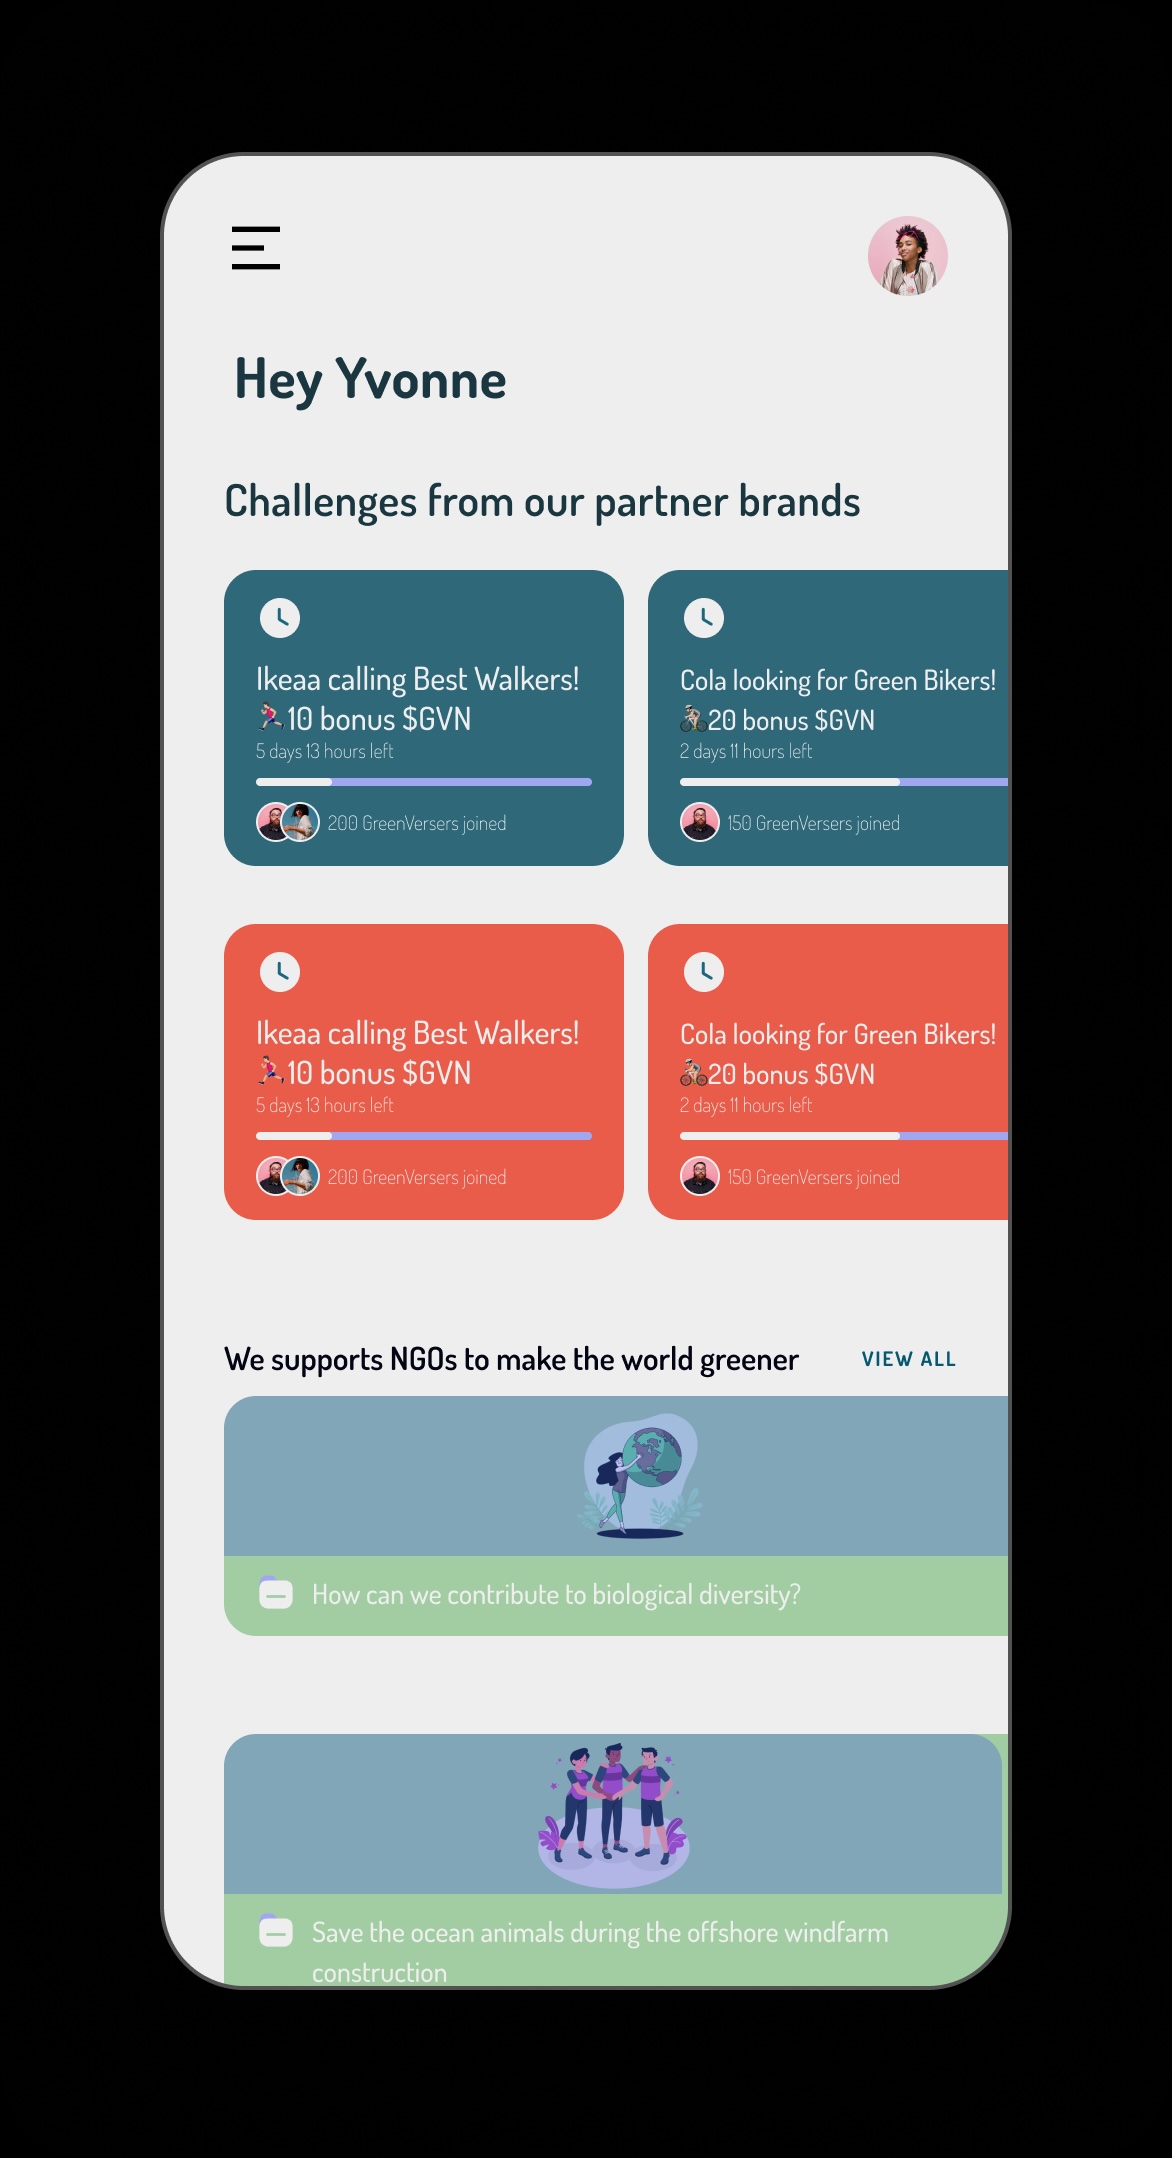 Hey Yvonne
Challenges from our partner brands
Ikeaa calling Best Walkers!
10 bonus $GVN
5 days 13 hours left
200 GreenVersers joined
Cola looking for Green Bikers!
20 bonus $GVN
2 days 11 hours left
150 GreenVersers joined
Ikeaa calling Best Walkers!
10 bonus $GVN
5 days 13 hours left
200 GreenVersers joined
Cola looking for Green Bikers!
20 bonus $GVN
2 days 11 hours left
150 GreenVersers joined
We supports NGOs to make the world greener
VIEW ALL
How can we contribute to biological diversity?
Save the ocean animals during the offshore windfarm
construction